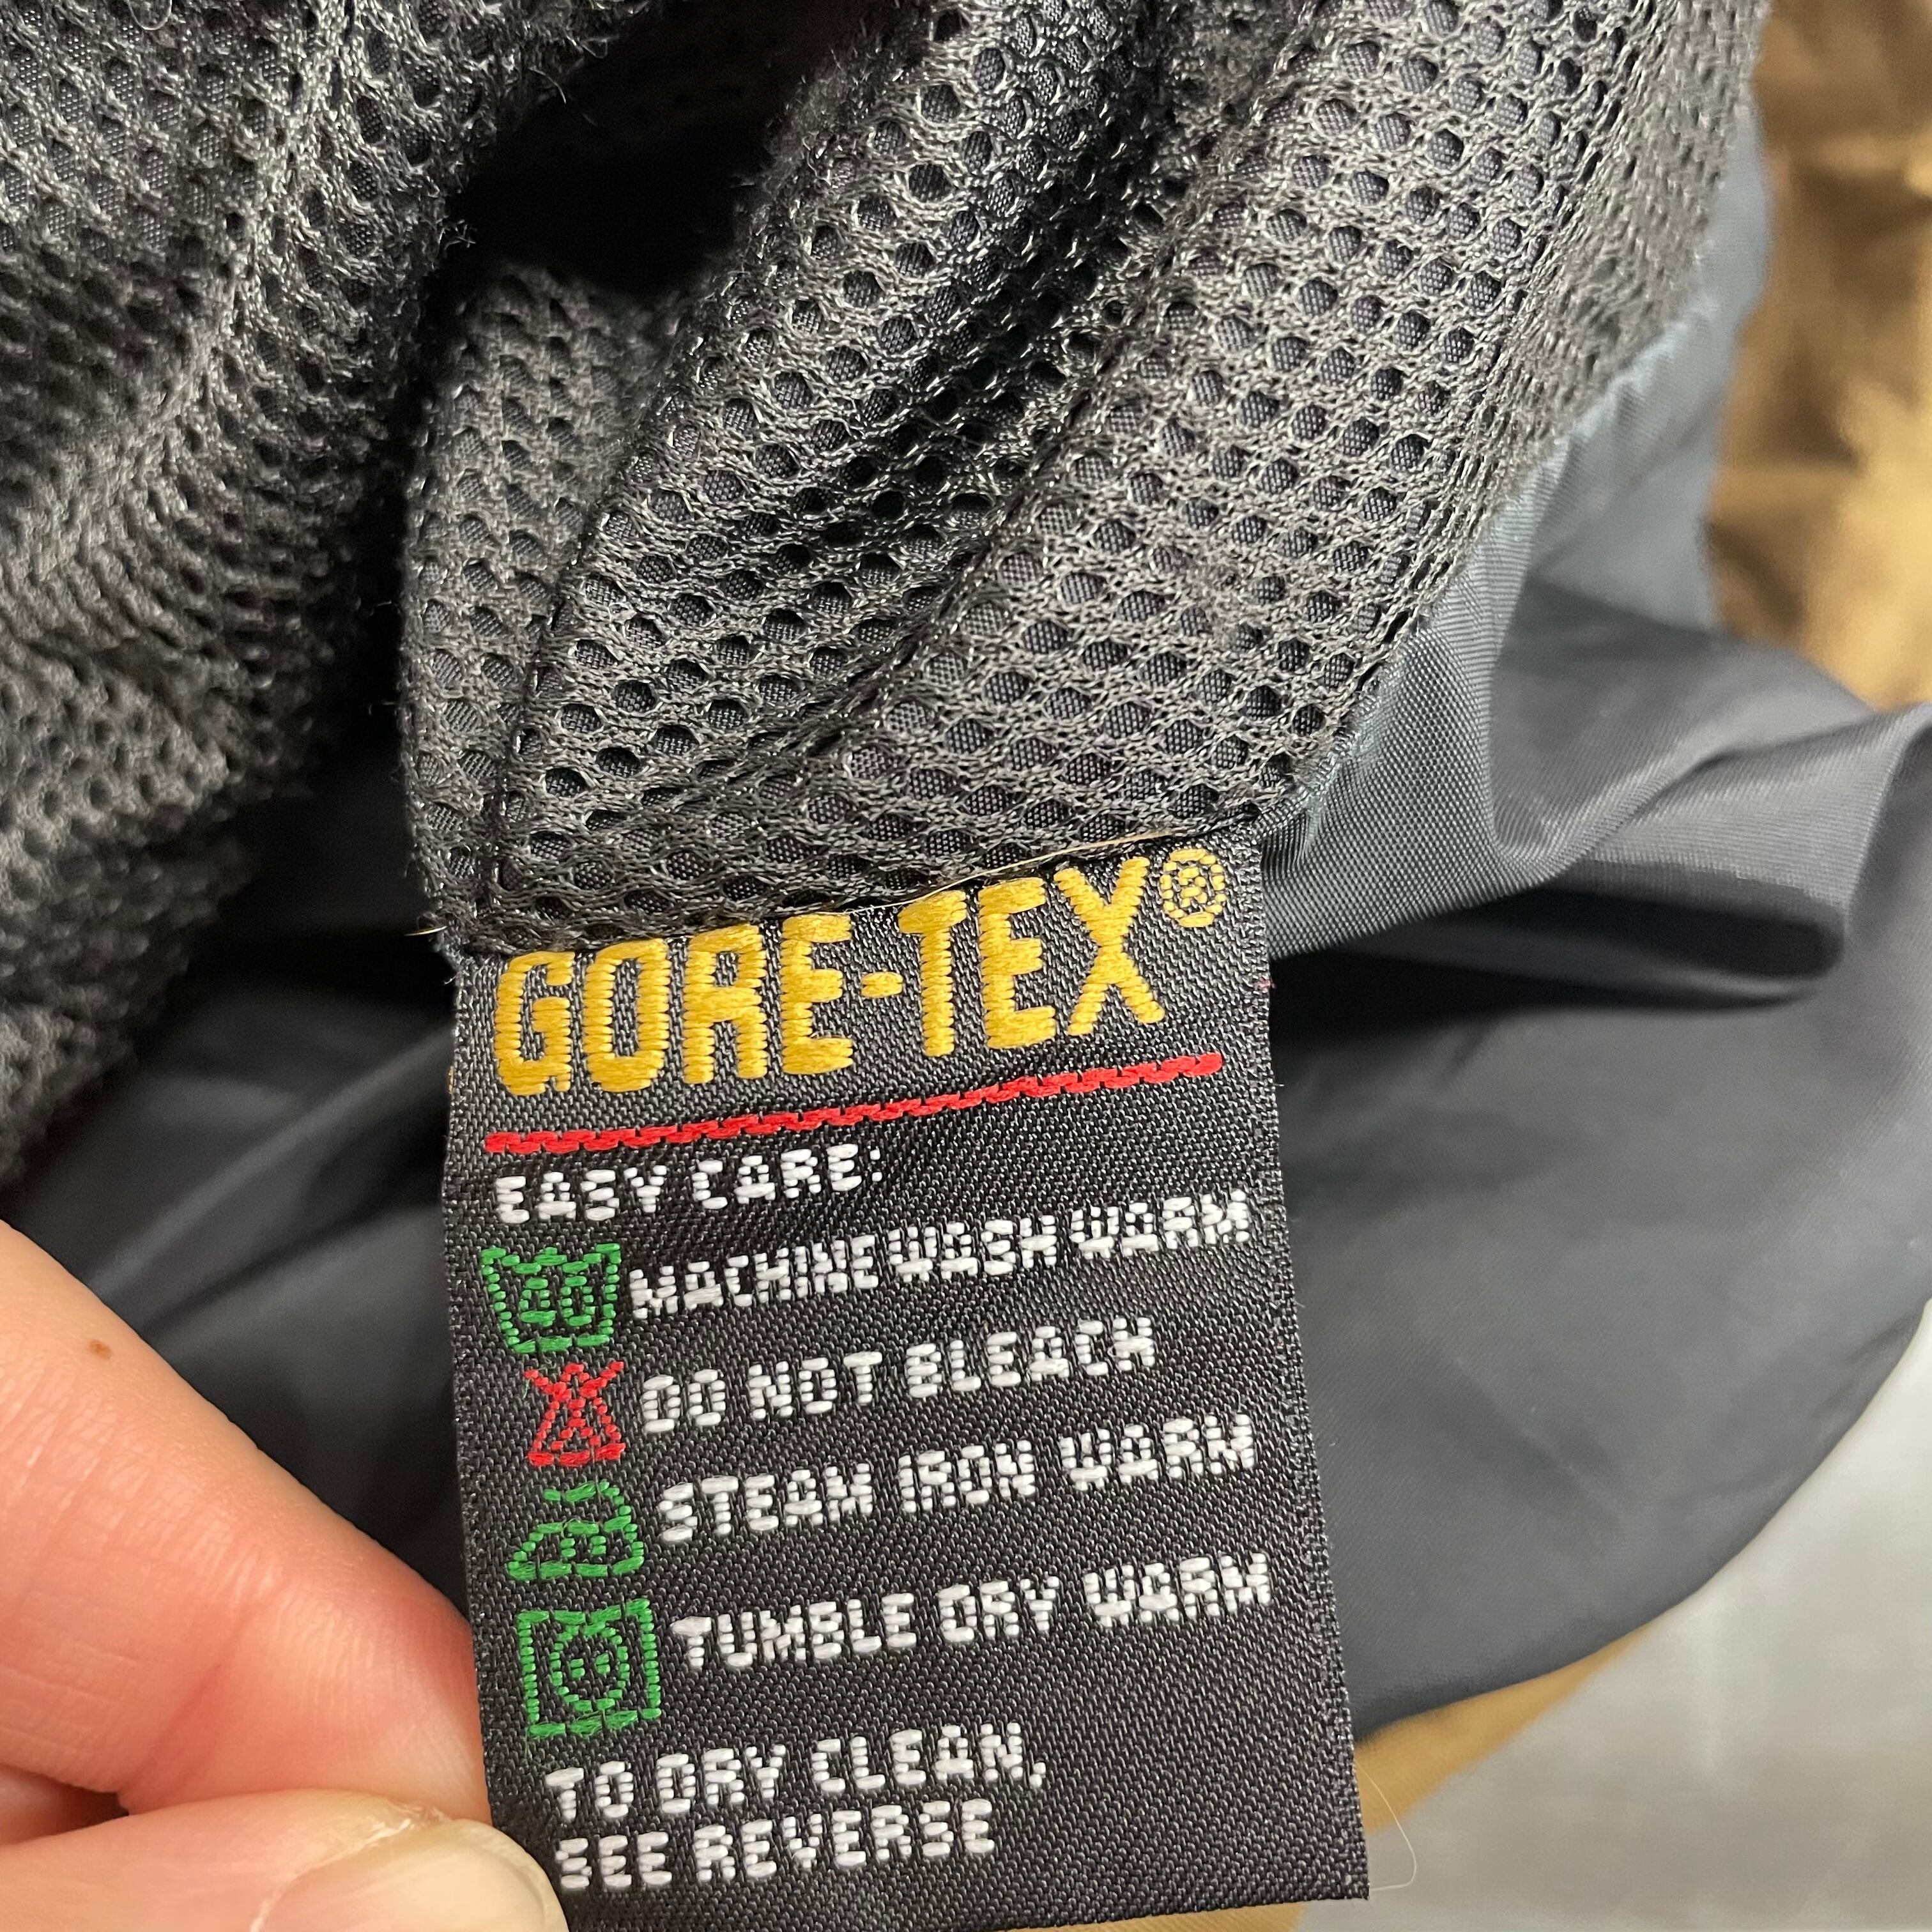 GORE-TEX®
EASY CARE:
40 MACHINE WASH WARM
DO NOT BLEACH
STEAM IRON WARM
TUMBLE DRY WARM
TO DRY CLEAN,
SEE REVERSE